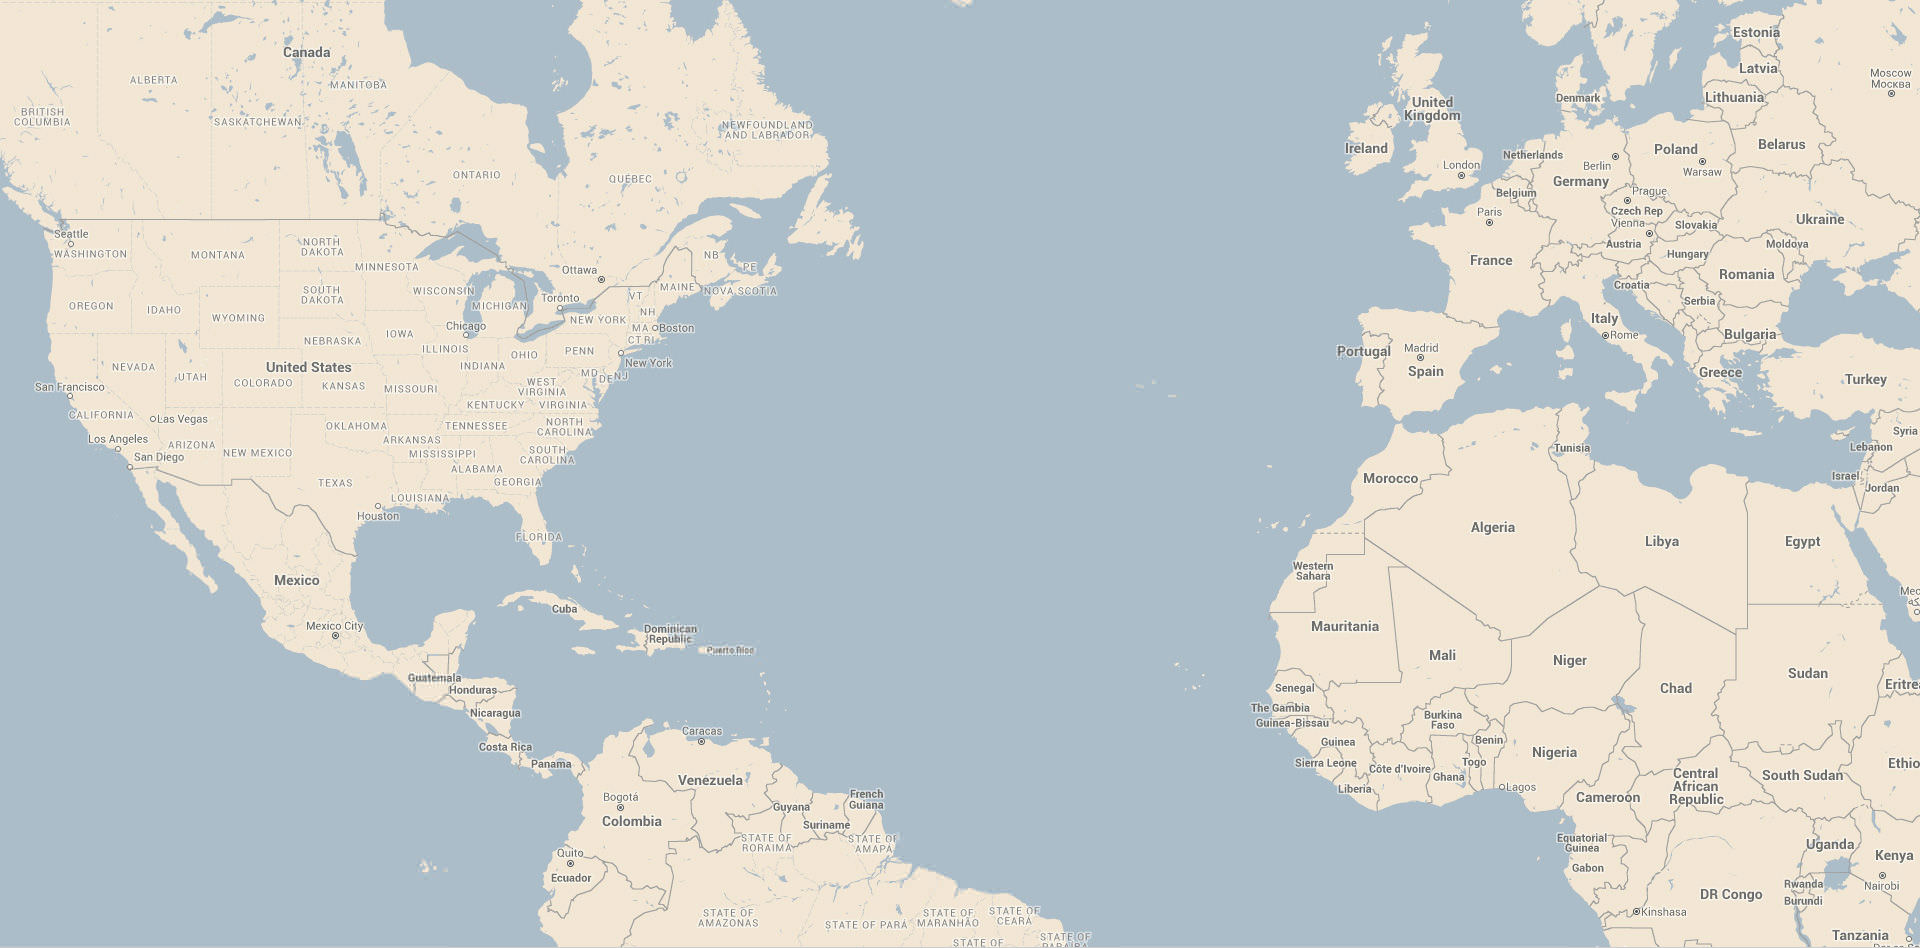 Canada
ALBERTA
MANITOBA
BRITISH
COLUMBIA
SASKATCHEWAN
NEWFOUNDLAND
AND LABRADOR
ONTARIO
QUÉBEC
Seattle
WASHINGTON
MONTANA
NORTH
DAKOTA
MINNESOTA
Ottawa
NB
PE
MAINE
NOVA SCOTIA
OREGON
IDAHO
WYOMING
SOUTH
DAKOTA
WISCONSIN
MICHIGAN
Toronto
VT
NH
NEW YORK
MA
Boston
CT
RI
Chicago
IOWA
NEBRASKA
ILLINOIS
INDIANA
OHIO
PENN
New York
MD
DE
NJ
NEVADA
UTAH
United States
COLORADO
KANSAS
MISSOURI
WEST
VIRGINIA
KENTUCKY
VIRGINIA
San Francisco
CALIFORNIA
Las Vegas
Los Angeles
San Diego
ARIZONA
NEW MEXICO
OKLAHOMA
ARKANSAS
TENNESSEE
NORTH
CAROLINA
MISSISSIPPI
ALABAMA
SOUTH
CAROLINA
GEORGIA
TEXAS
LOUISIANA
Houston
FLORIDA
Mexico
Mexico City
Cuba
Dominican
Republic
Puerto Rico
Guatemala
Honduras
Nicaragua
Costa Rica
Panama
Caracas
Venezuela
Bogotá
Colombia
Guyana
Suriname
French
Guiana
STATE OF
RORAIMA
STATE OF
AMAPÁ
Quito
Ecuador
STATE OF
AMAZONAS
STATE OF PARÁ
STATE OF
MARANHÃO
STATE OF
CEARÁ
STATE OF
STATE OF
PARAÍBA
Estonia
Latvia
Lithuania
Moscow
Москва
Denmark
United
Kingdom
Ireland
London
Netherlands
Belgium
Berlin
Germany
Poland
Warsaw
Belarus
Prague
Czech Rep
Paris
Vienna
Slovakia
Ukraine
Austria
Hungary
Moldova
France
Romania
Croatia
Serbia
Italy
Rome
Bulgaria
Portugal
Madrid
Spain
Greece
Turkey
Syria
Lebanon
Israel
Jordan
Tunisia
Morocco
Algeria
Libya
Egypt
Western
Sahara
Mauritania
Mali
Niger
Chad
Sudan
Eritre
Mec
Senegal
The Gambia
Guinea-Bissau
Guinea
Sierra Leone
Liberia
Côte d'Ivoire
Burkina
Faso
Ghana
Togo
Benin
Nigeria
Lagos
Cameroon
Central
African
Republic
South Sudan
Ethio
Equatorial
Guinea
Gabon
Uganda
Kenya
Nairobi
Rwanda
Burundi
DR Congo
Kinshasa
Tanzania